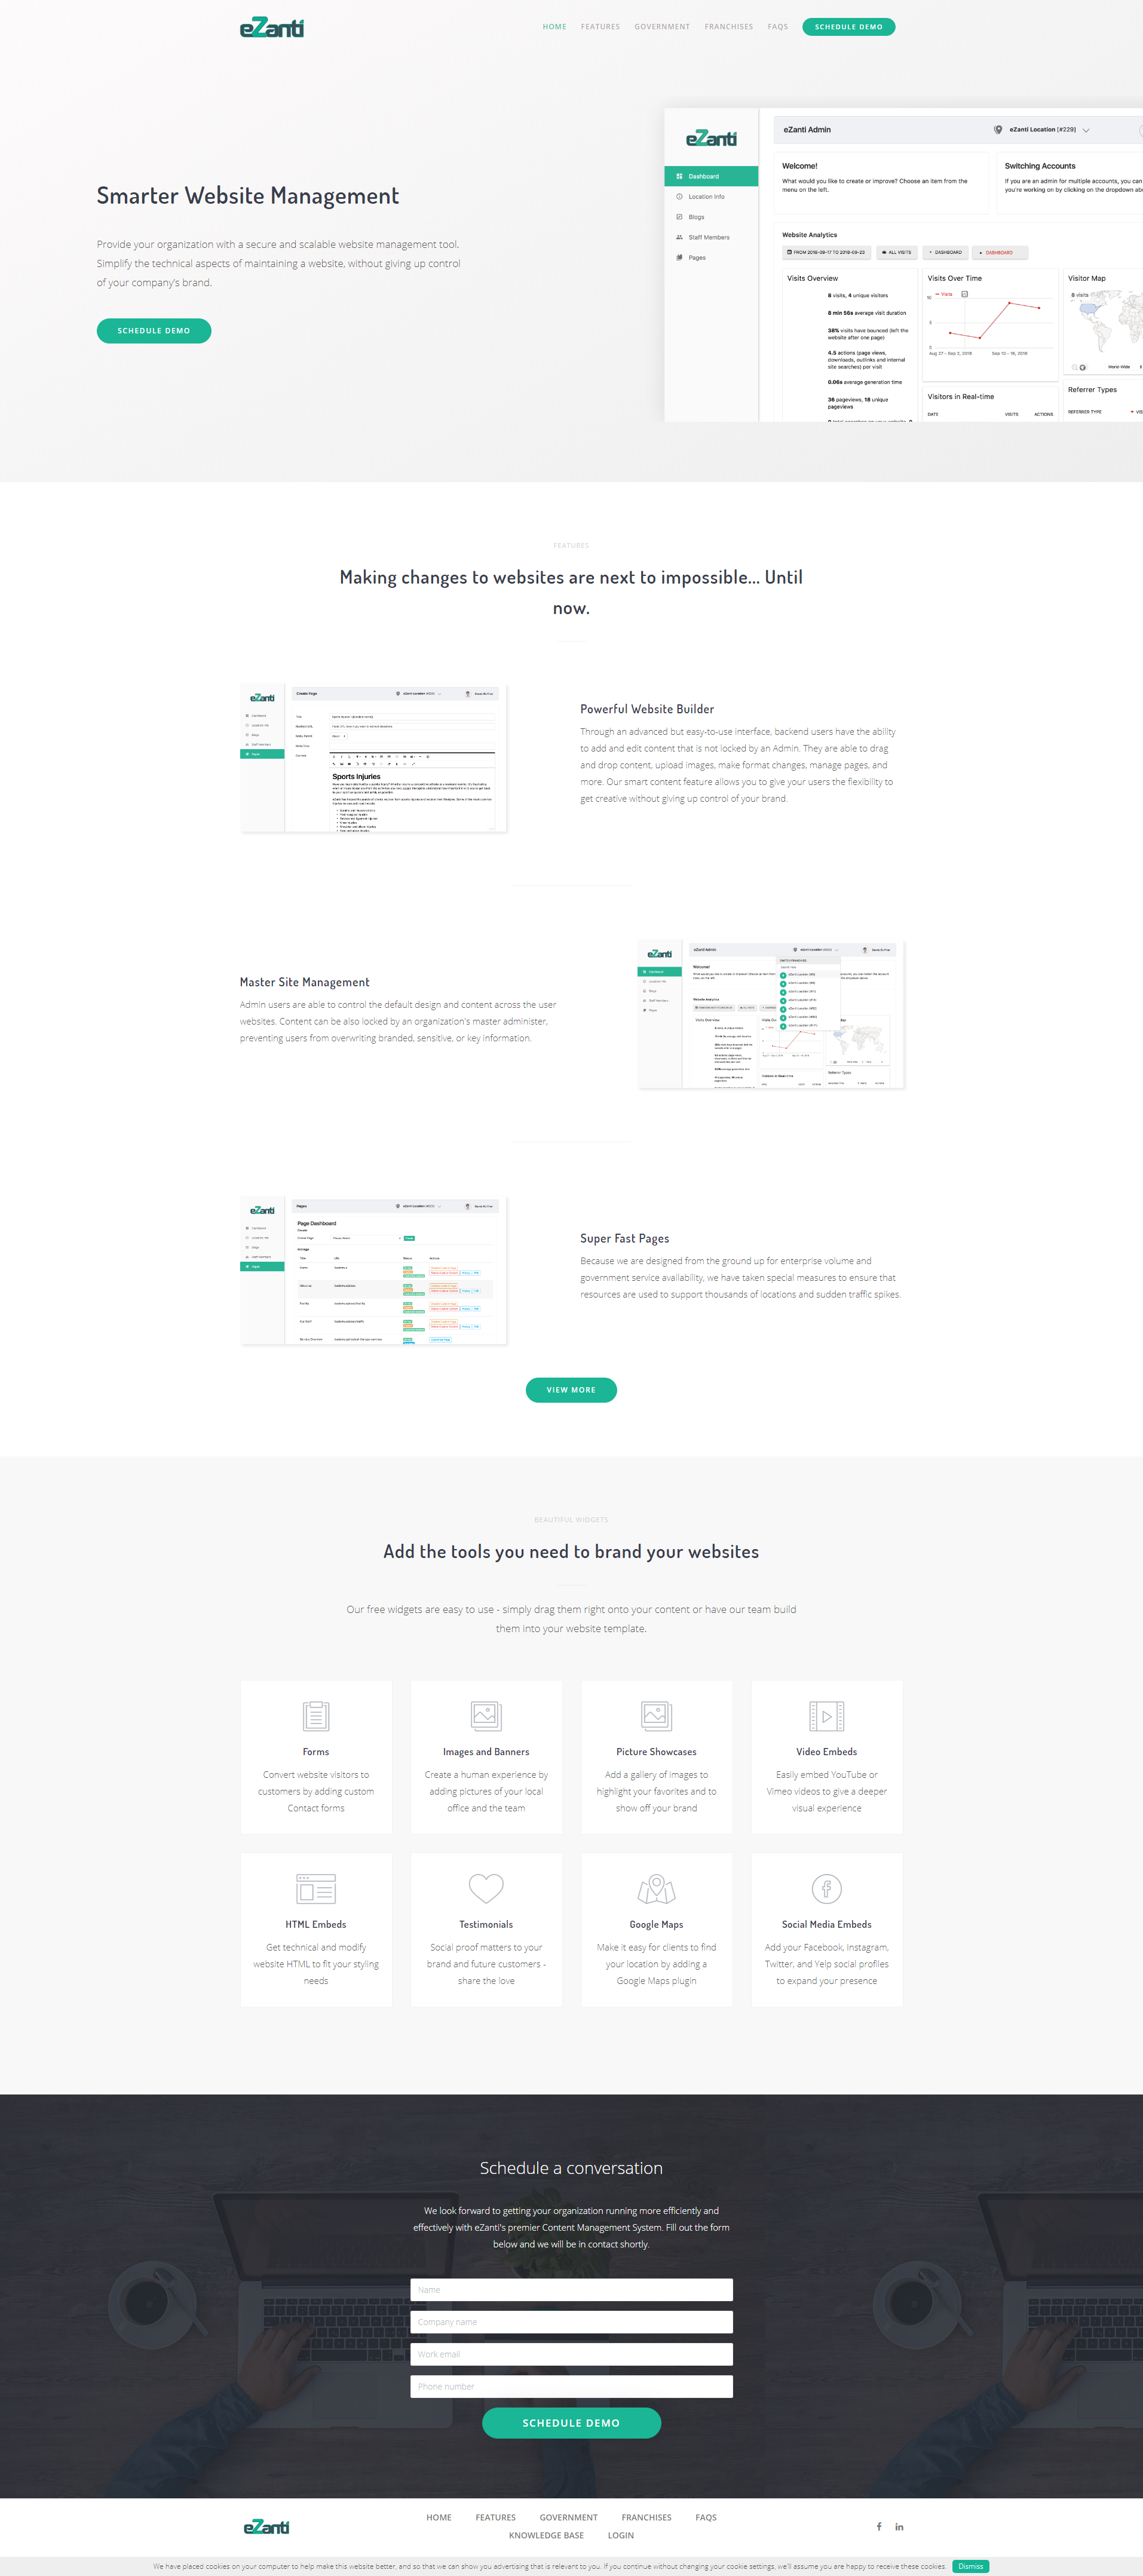 eZanti
HOME FEATURES GOVERNMENT FRANCHISES FAQS SCHEDULE DEMO
Smarter Website Management
Provide your organization with a secure and scalable website management tool.
Simplify the technical aspects of maintaining a website, without giving up control
of your company's brand.
SCHEDULE DEMO
eZanti
Dashboard
Location Info
Blogs
Staff Members
Pages
eZanti Admin
eZanti Location [#229]
Welcome!
What would you like to create or improve? Choose an item from the
menu on the left.
Switching Accounts
If you are an admin for multiple accounts, you can
you're working on by clicking on the dropdown abo
Website Analytics
FROM 2018-09-17 TO 2018-09-23 ALL VISITS DASHBOARD DASHBOARD
Visits Overview
8 visits, 4 unique visitors
8 min 56s average visit duration
38% visits have bounced (left the
website after one page)
4.5 actions (page views,
downloads, outlinks and internal
site searches) per visit
0.06s average generation time
36 pageviews, 18 unique
pageviews
Visits Over Time
Visits
10
5
0
Aug 27 – Sep 2, 2018 Sep 10 – 16, 2018
Visitors in Real-time
DATE VISITS ACTIONS
Visitor Map
8 visits
World-Wide
Referrer Types
REFERRER TYPE
FEATURES
Making changes to websites are next to impossible... Until
now.
eZanti
Dashboard
Location Info
Blogs
Staff Members
Pages
Create Page
Sports Injuries
Powerful Website Builder
Through an advanced but easy-to-use interface, backend users have the ability
to add and edit content that is not locked by an Admin. They are able to drag
and drop content, upload images, make format changes, manage pages, and
more. Our smart content feature allows you to give your users the flexibility to
get creative without giving up control of your brand.
Master Site Management
Admin users are able to control the default design and content across the user
websites. Content can be also locked by an organization's master administer,
preventing users from overwriting branded, sensitive, or key information.
eZanti
Dashboard
eZanti Admin
Welcome!
Website Analytics
Visits Overview
Referrer Types
eZanti
Pages
Page Dashboard
Create Page
Super Fast Pages
Because we are designed from the ground up for enterprise volume and
government service availability, we have taken special measures to ensure that
resources are used to support thousands of locations and sudden traffic spikes.
VIEW MORE
BEAUTIFUL WIDGETS
Add the tools you need to brand your websites
Our free widgets are easy to use - simply drag them right onto your content or have our team build
them into your website template.
Forms
Convert website visitors to
customers by adding custom
Contact forms
Images and Banners
Create a human experience by
adding pictures of your local
office and the team
Picture Showcases
Add a gallery of images to
highlight your favorites and to
show off your brand
Video Embeds
Easily embed YouTube or
Vimeo videos to give a deeper
visual experience
HTML Embeds
Get technical and modify
website HTML to fit your styling
needs
Testimonials
Social proof matters to your
brand and future customers -
share the love
Google Maps
Make it easy for clients to find
your location by adding a
Google Maps plugin
Social Media Embeds
Add your Facebook, Instagram,
Twitter, and Yelp social profiles
to expand your presence
Schedule a conversation
We look forward to getting your organization running more efficiently and
effectively with eZanti's premier Content Management System. Fill out the form
below and we will be in contact shortly.
Name
Company name
Work email
Phone number
SCHEDULE DEMO
eZanti
HOME FEATURES GOVERNMENT FRANCHISES FAQS
KNOWLEDGE BASE LOGIN
We have placed cookies on your computer to help make this website better, and so that we can show you advertising that is relevant to you. If you continue without changing your cookie settings, we'll assume you are happy to receive these cookies. Dismiss